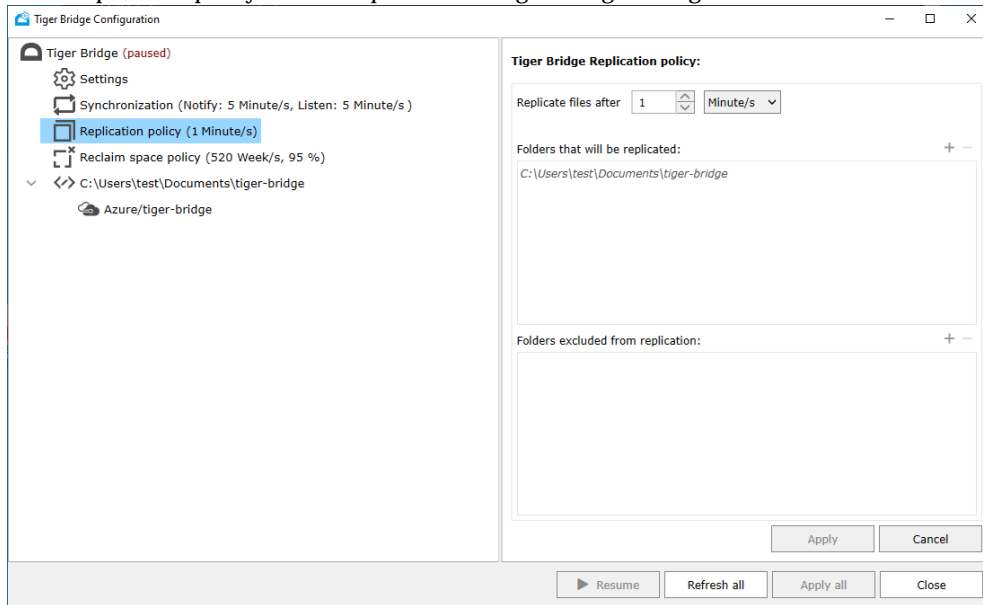 Tiger Bridge Configuration
Tiger Bridge (paused)
Settings
Synchronization (Notify: 5 Minute/s, Listen: 5 Minute/s )
Replication policy (1 Minute/s)
Reclaim space policy (520 Week/s, 95 %)
C:\Users\test\Documents\tiger-bridge
Azure/tiger-bridge
Tiger Bridge Replication policy:
Replicate files after 1 Minute/s
Folders that will be replicated:
C:\Users\test\Documents\tiger-bridge
Folders excluded from replication:
Apply Cancel
Resume Refresh all Apply all Close